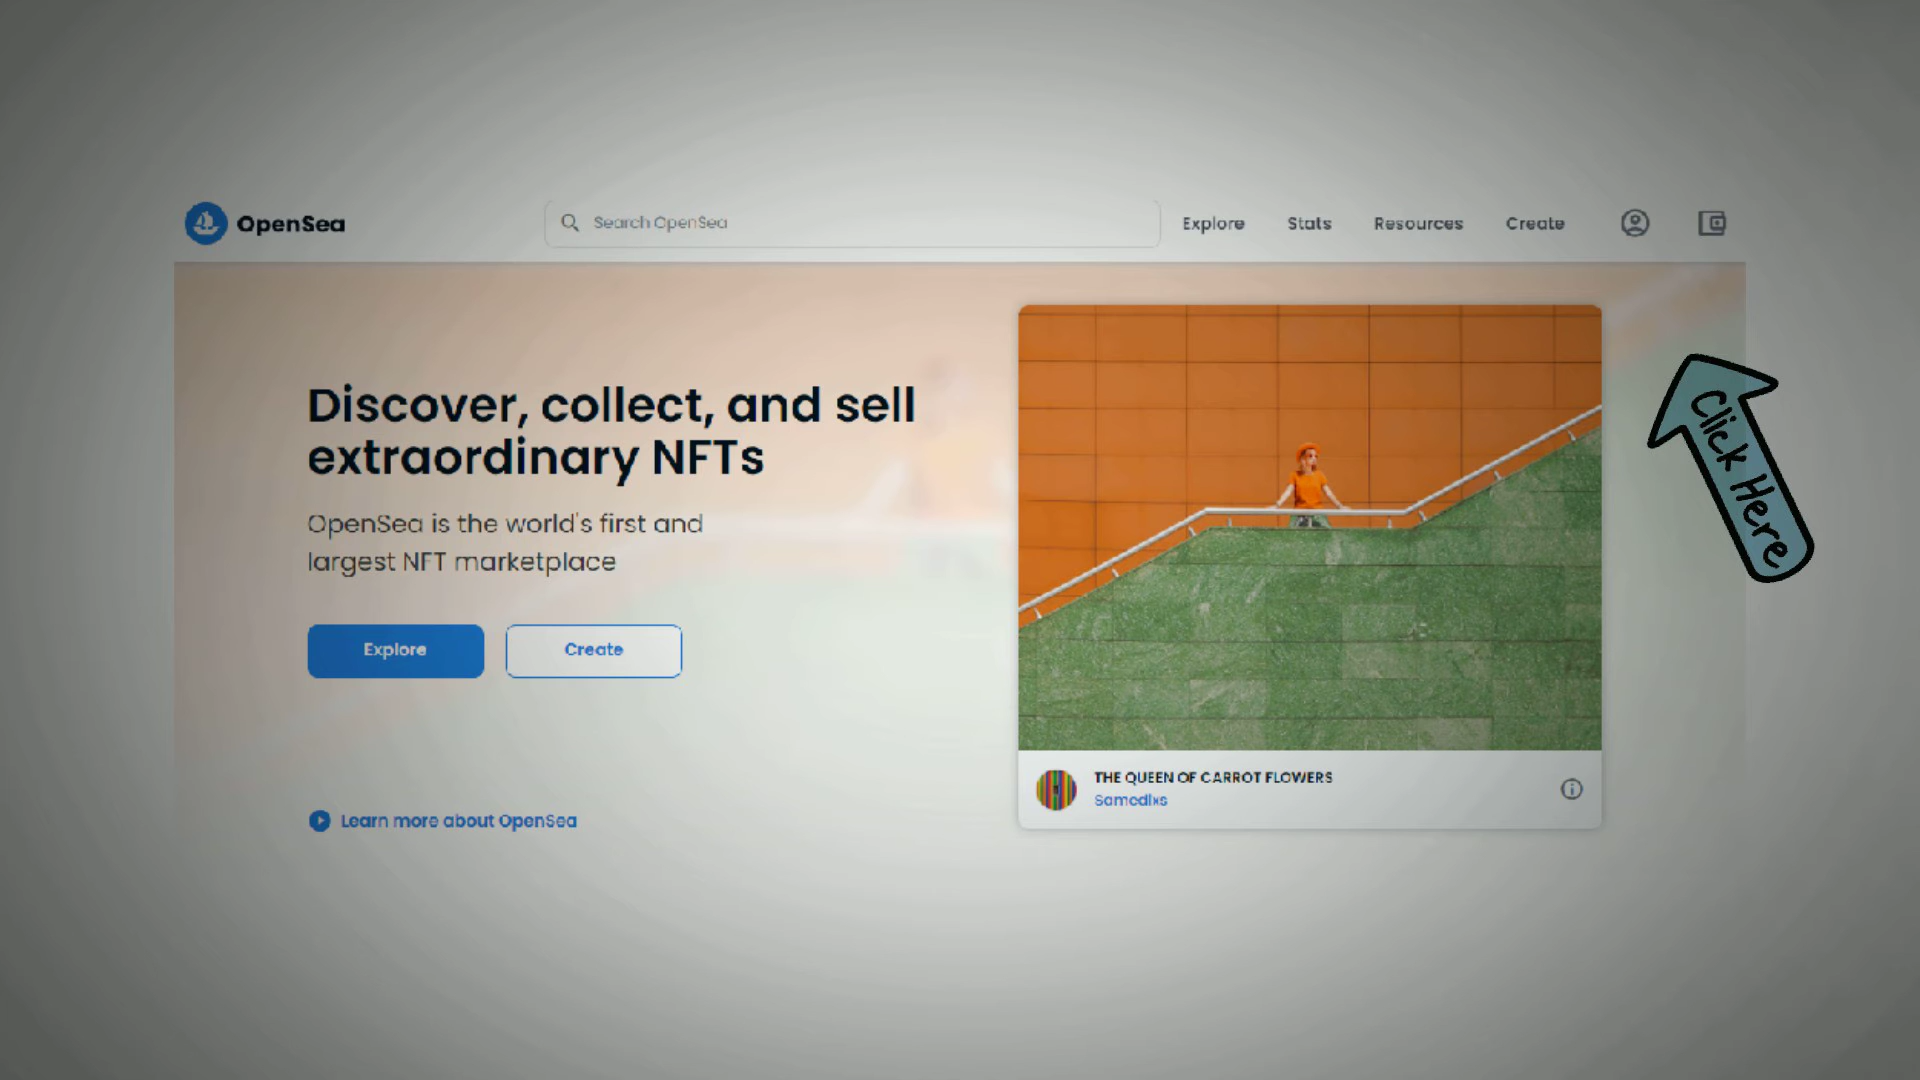 OpenSea
Search OpenSea
Explore
Stats
Resources
Create
Discover, collect, and sell
extraordinary NFTs
OpenSea is the world's first and
largest NFT marketplace
Explore
Create
Learn more about OpenSea
THE QUEEN OF CARROT FLOWERS
Samedlxs
Click Here